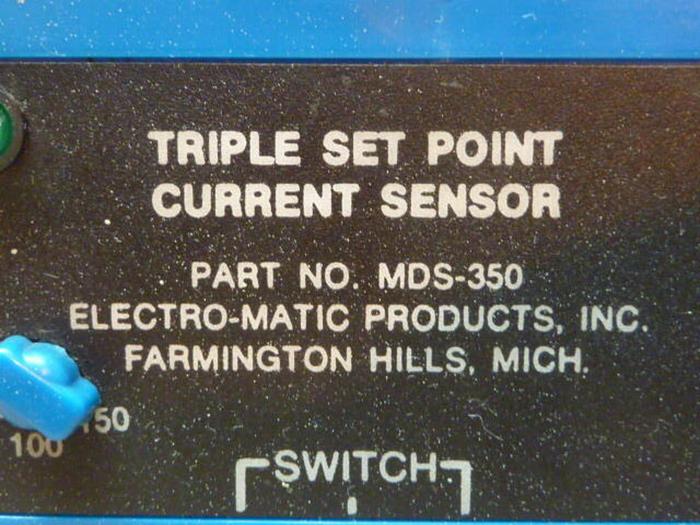 TRIPLE SET POINT
CURRENT SENSOR
PART NO. MDS-350
ELECTRO-MATIC PRODUCTS, INC.
FARMINGTON HILLS, MICH.
150
100
SWITCH